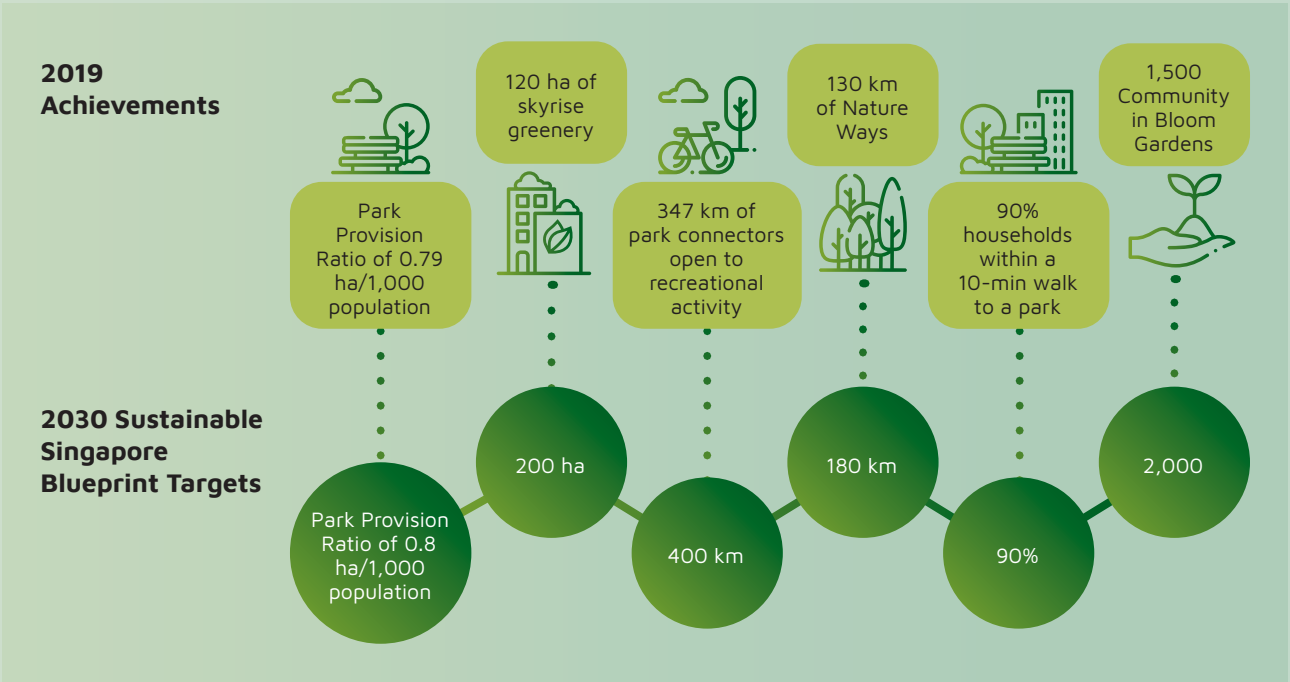 2019
Achievements
Park
Provision
Ratio of 0.79
ha/1,000
population
120 ha of
skyrise
greenery
347 km of
park connectors
open to
recreational
activity
130 km
of Nature
Ways
90%
households
within a
10-min walk
to a park
1,500
Community
in Bloom
Gardens
2030 Sustainable
Singapore
Blueprint Targets
Park Provision
Ratio of 0.8
ha/1,000
population
200 ha
400 km
180 km
90%
2,000